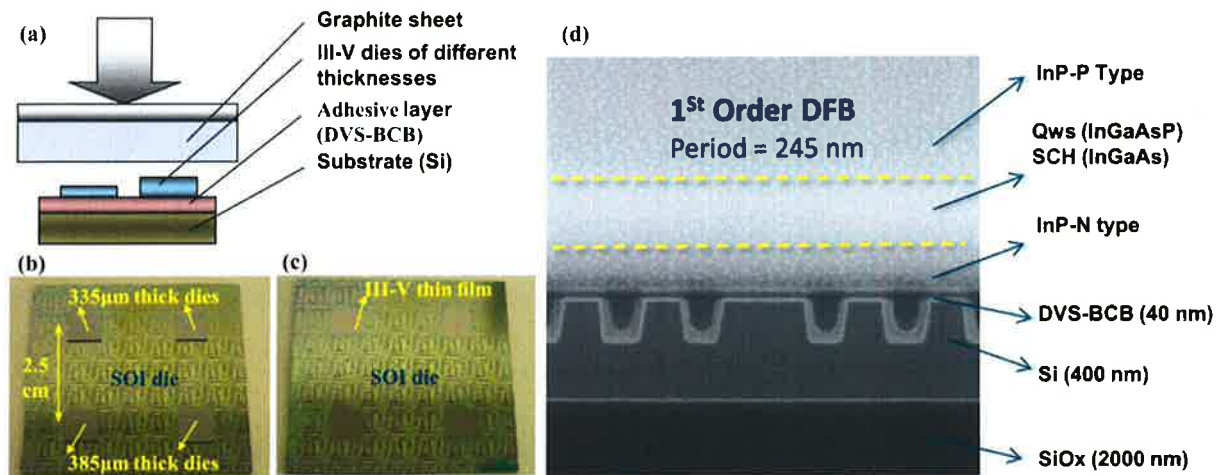 (a)
Graphite sheet
III-V dies of different
thicknesses
Adhesive layer
(DVS-BCB)
Substrate (Si)
(b)
335μm thick dies
2.5
cm
SOI die
385μm thick dies
(c)
III-V thin film
SOI die
(d)
1St Order DFB
Period = 245 nm
InP-P Type
Qws (InGaAsP)
SCH (InGaAs)
InP-N type
DVS-BCB (40 nm)
Si (400 nm)
SiOx (2000 nm)